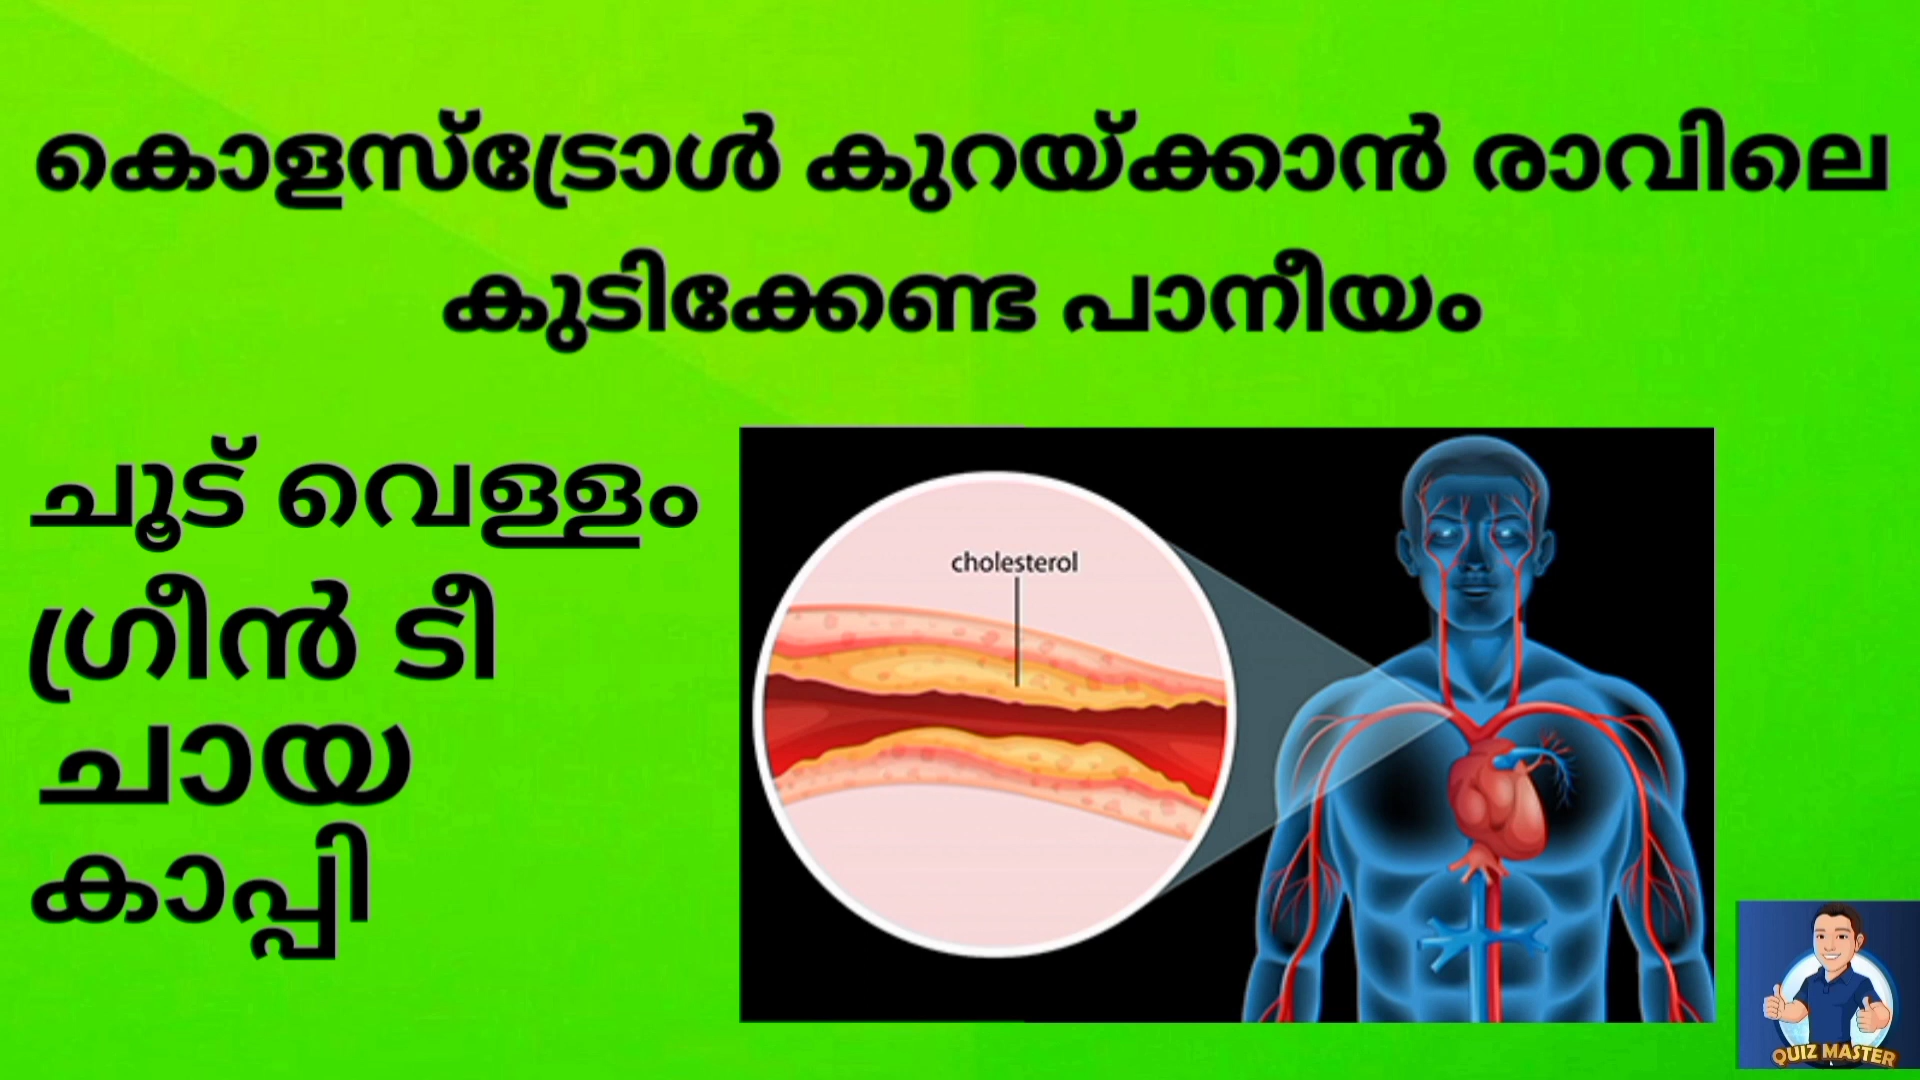 കൊളസ്ട്രോൾ കുറയ്ക്കാൻ രാവിലെ
കുടിക്കേണ്ട പാനീയം
ചൂട് വെള്ളം
ഗ്രീൻ ടീ
ചായ
കാപ്പി
cholesterol
QUIZ MASTER